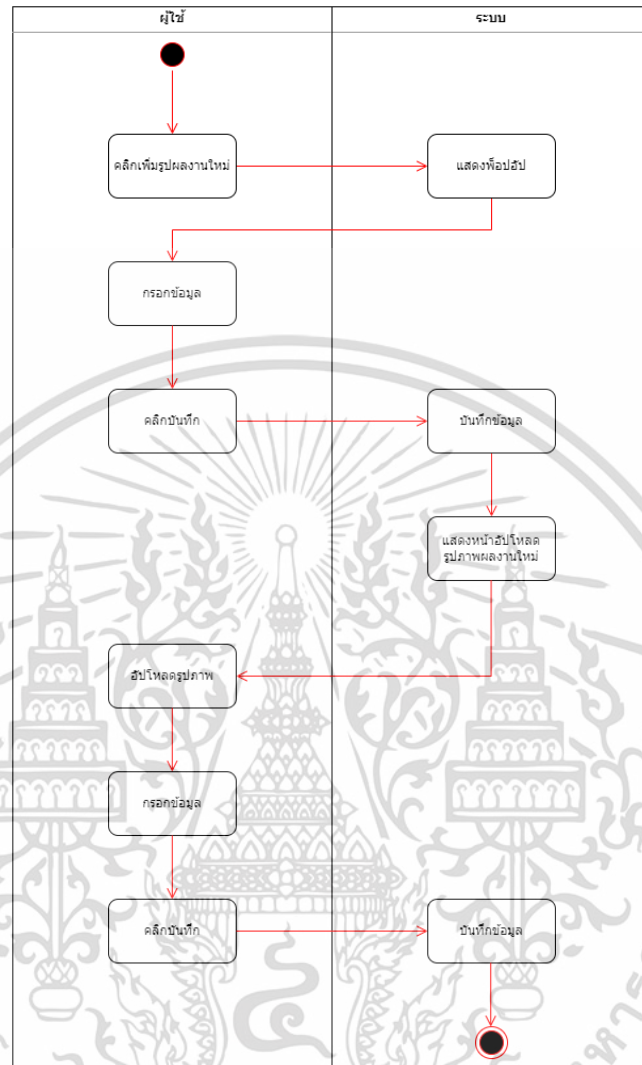 ผู้ใช้
ระบบ
คลิกเพิ่มรูปผลงานใหม่
แสดงพ็อปอัป
กรอกข้อมูล
คลิกบันทึก
บันทึกข้อมูล
แสดงหน้าอัปโหลด
รูปภาพผลงานใหม่
อัปโหลดรูปภาพ
กรอกข้อมูล
คลิกบันทึก
บันทึกข้อมูล